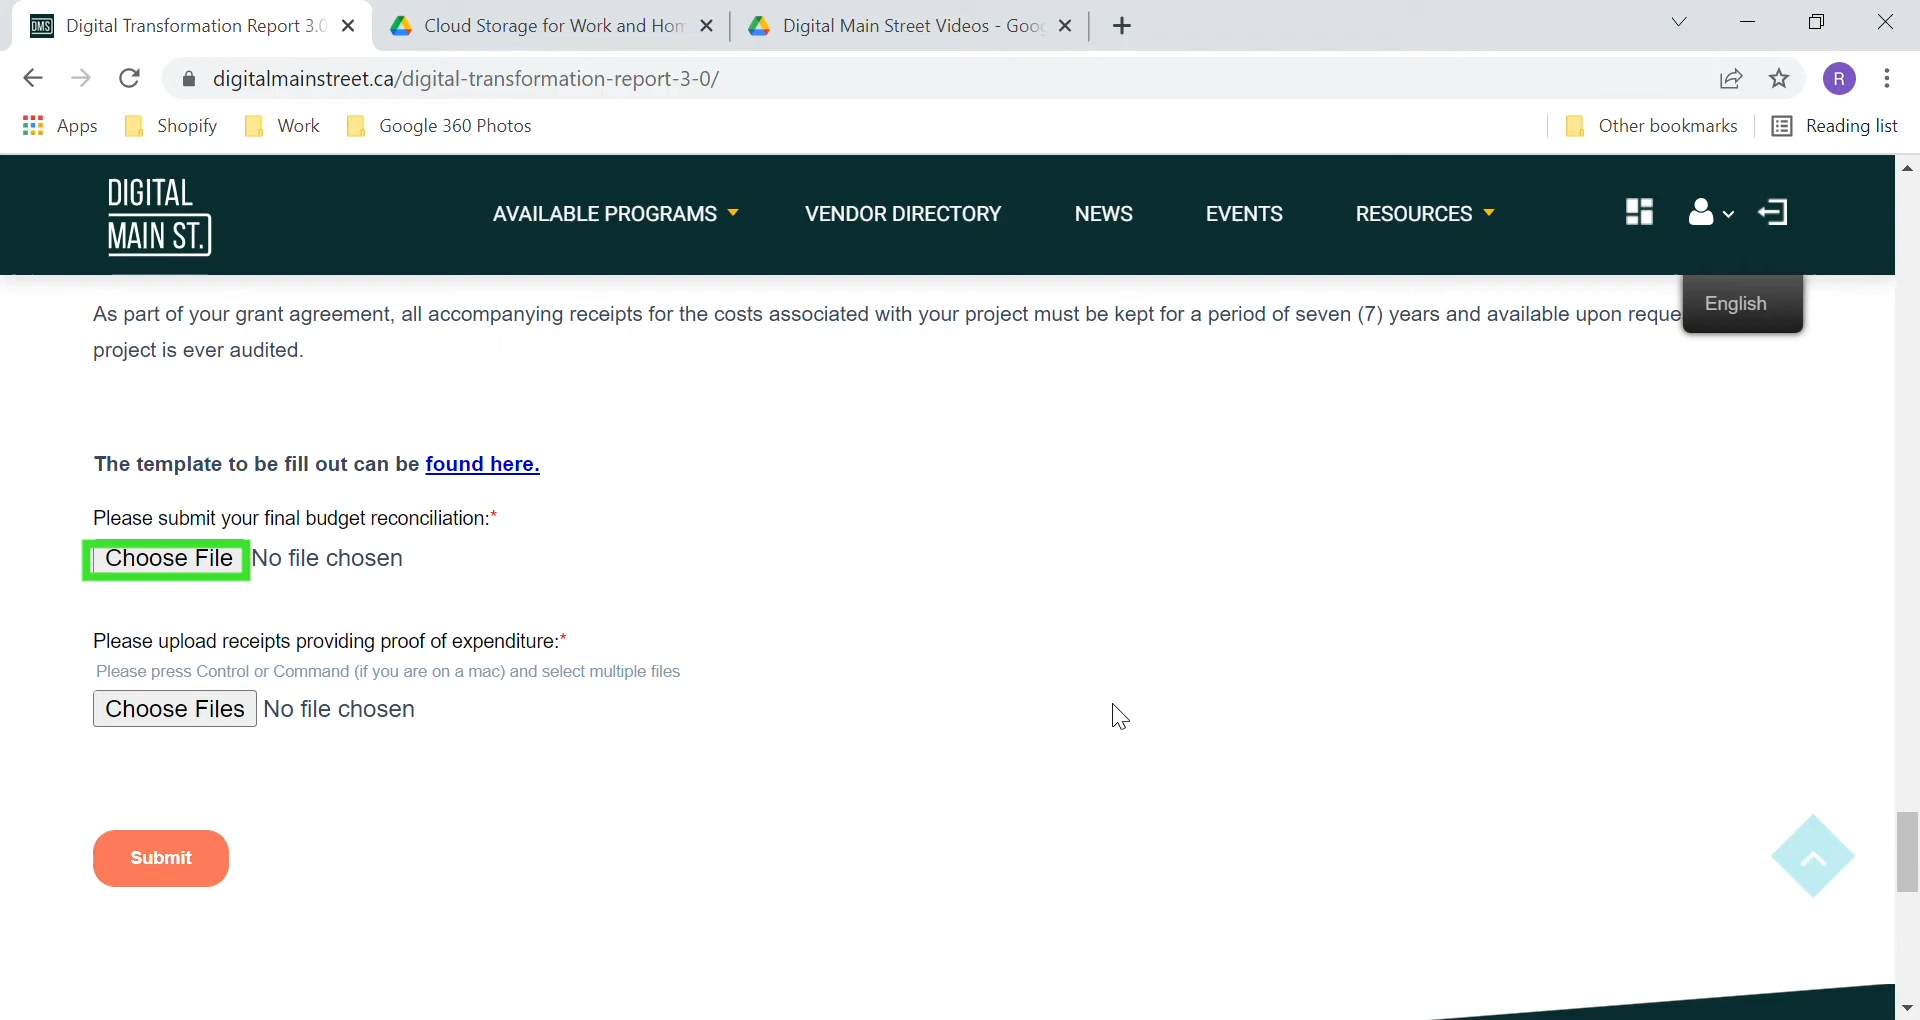 DMS Digital Transformation Report 3.0
Cloud Storage for Work and Hom
Digital Main Street Videos - Goog
digitalmainstreet.ca/digital-transformation-report-3-0/
R
Apps
Shopify
Work
Google 360 Photos
Other bookmarks
Reading list
DIGITAL
MAIN ST.
AVAILABLE PROGRAMS
VENDOR DIRECTORY
NEWS
EVENTS
RESOURCES
English
As part of your grant agreement, all accompanying receipts for the costs associated with your project must be kept for a period of seven (7) years and available upon reque
project is ever audited.
The template to be fill out can be found here.
Please submit your final budget reconciliation:*
Choose File No file chosen
Please upload receipts providing proof of expenditure:*
Please press Control or Command (if you are on a mac) and select multiple files
Choose Files No file chosen
Submit